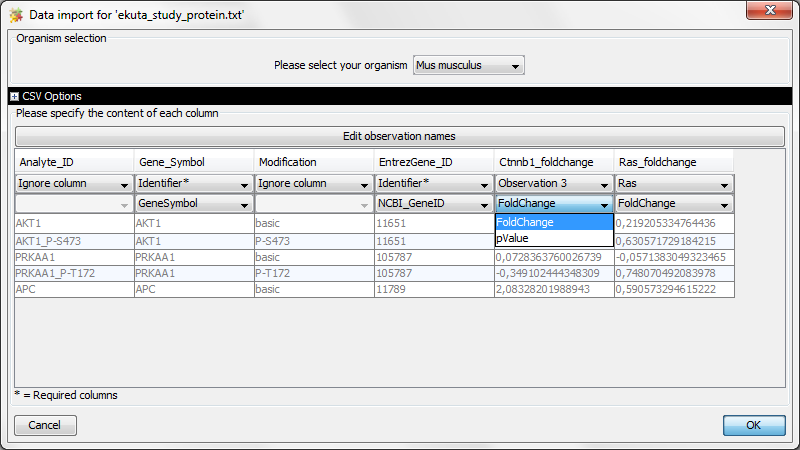 Data import for 'ekuta_study_protein.txt'
Organism selection
Please select your organism Mus musculus
CSV Options
Please specify the content of each column
Edit observation names
Analyte_ID Gene_Symbol Modification EntrezGene_ID Ctnnb1_foldchange Ras_foldchange
Ignore column Identifier* Ignore column Identifier* Observation 3 Ras
GeneSymbol NCBI_GeneID FoldChange FoldChange
AKT1 AKT1 basic 11651 FoldChange 0,219205334764436
AKT1_P-S473 AKT1 P-S473 11651 pValue 0,630571729184215
PRKAA1 PRKAA1 basic 105787 0,0728363760026739 -0,0571383049323465
PRKAA1_P-T172 PRKAA1 P-T172 105787 -0,349102444348309 0,748070492083978
APC APC basic 11789 2,08328201988943 0,590573294615222
* = Required columns
Cancel OK